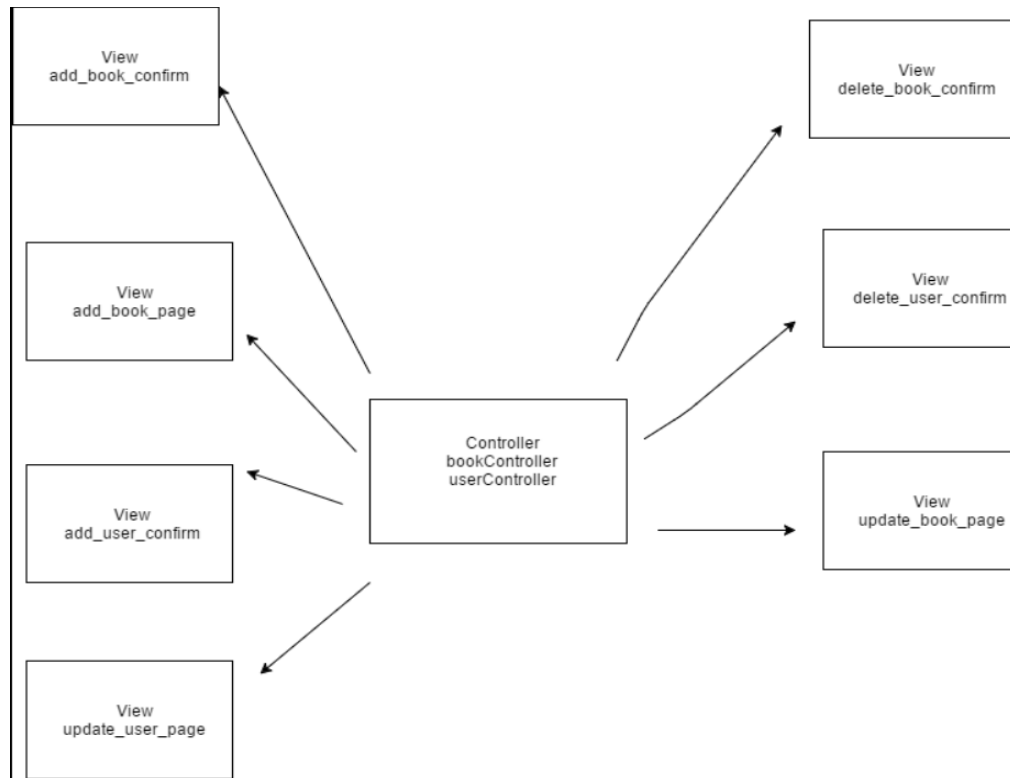 View
add_book_confirm
View
delete_book_confirm
View
add_book_page
View
delete_user_confirm
Controller
bookController
userController
View
add_user_confirm
View
update_book_page
View
update_user_page